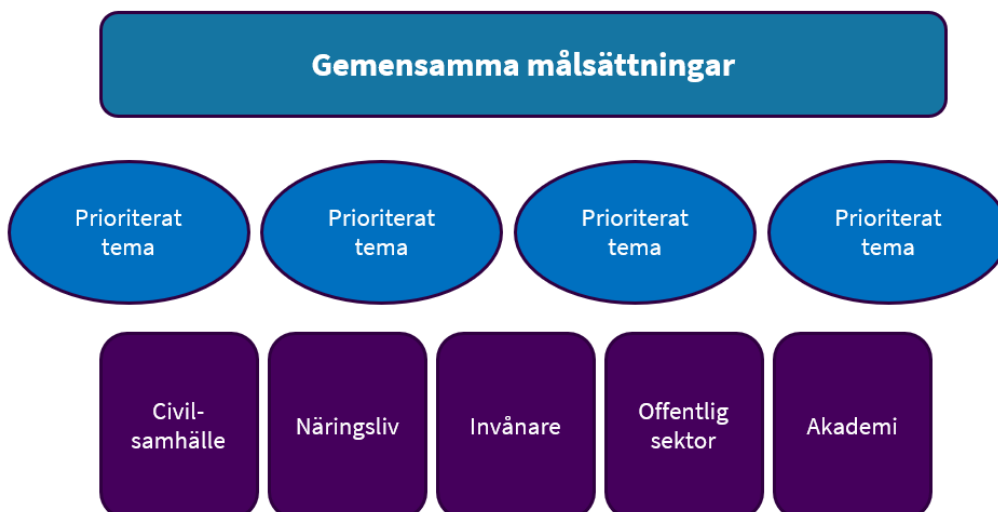 Gemensamma målsättningar
Prioriterat
tema
Prioriterat
tema
Prioriterat
tema
Prioriterat
tema
Civil-
samhälle
Näringsliv
Invånare
Offentlig
sektor
Akademi